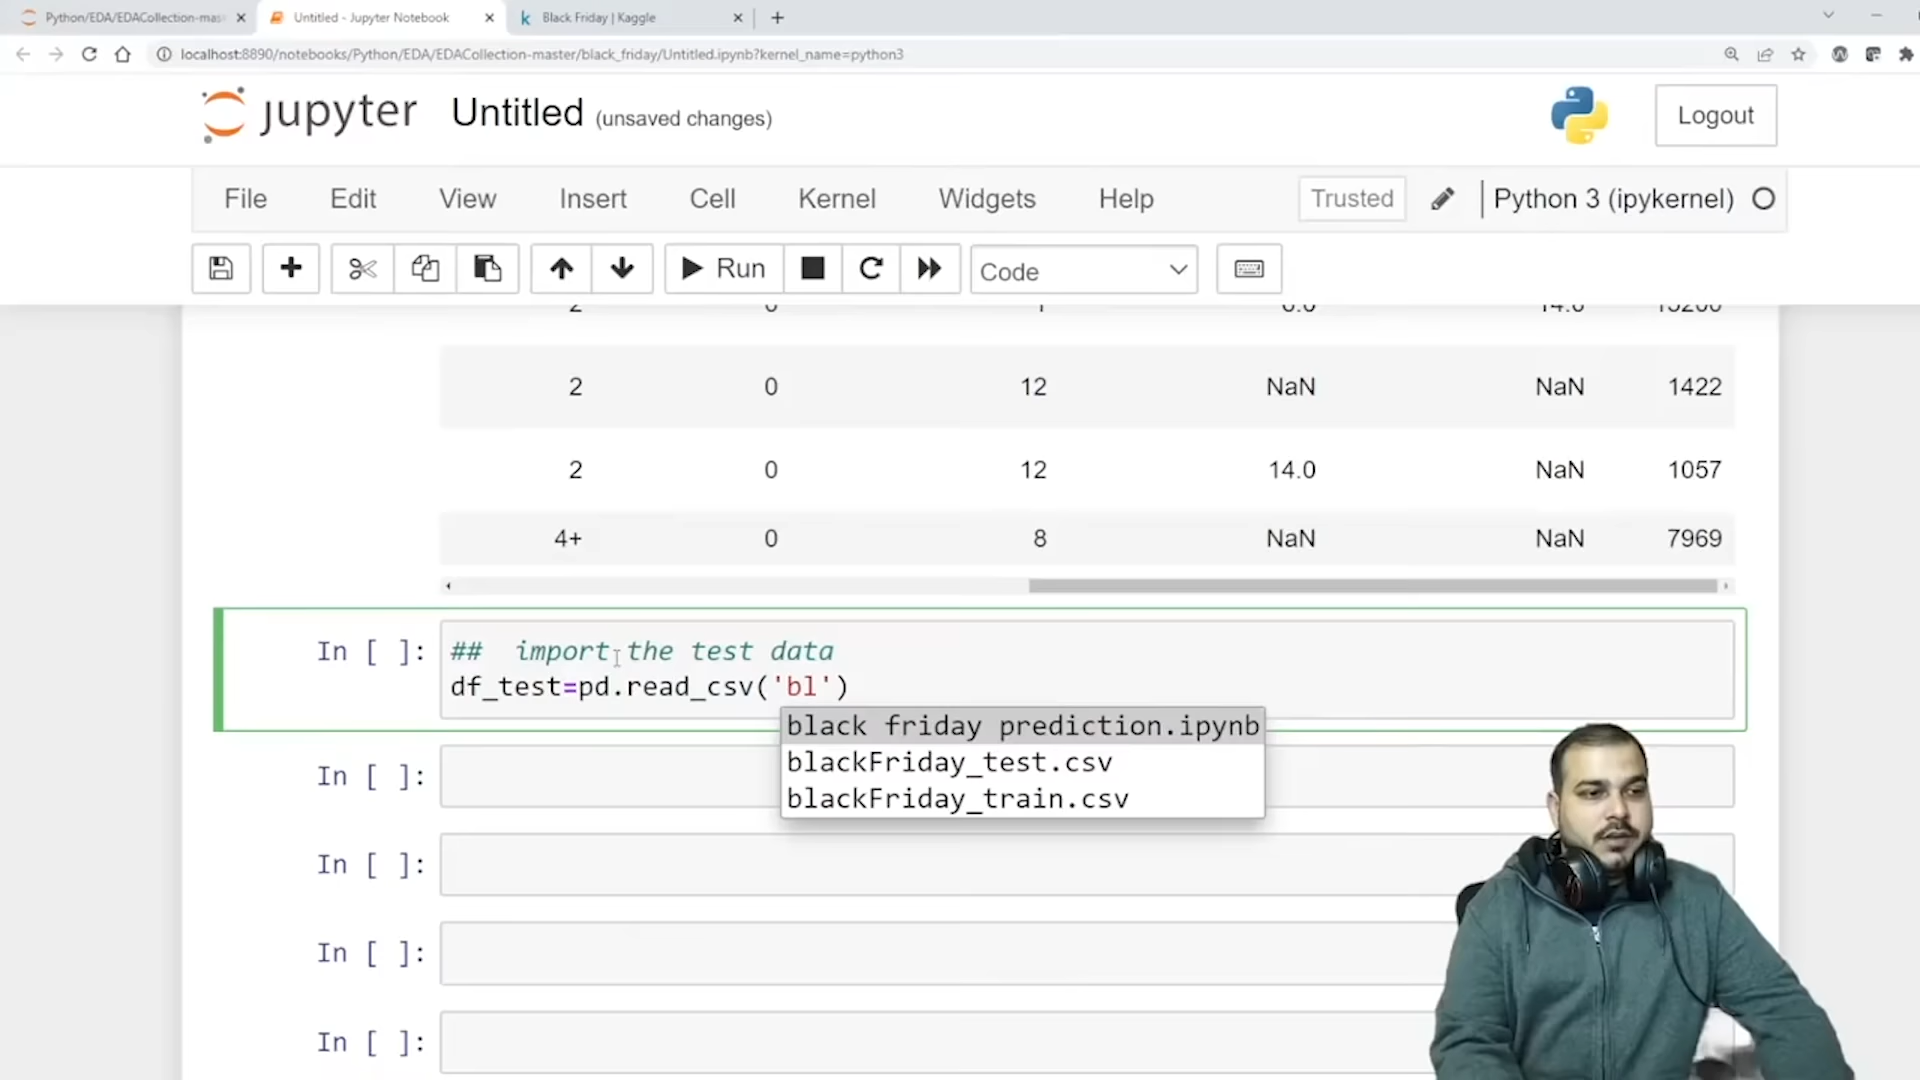 Python/EDA/EDACollection-mas
Untitled - Jupyter Notebook
Black Friday | Kaggle
localhost:8890/notebooks/Python/EDA/EDACollection-master/black_friday/Untitled.ipynb?kernel_name=python3
jupyter Untitled (unsaved changes)
Logout
File Edit View Insert Cell Kernel Widgets Help Trusted Python 3 (ipykernel)
Run Code
2 0 12 NaN NaN 1422
2 0 12 14.0 NaN 1057
4+ 0 8 NaN NaN 7969
In [ ]: ## import the test data
df_test=pd.read_csv('bl')
black friday prediction.ipynb
In [ ]:
blackFriday_test.csv
blackFriday_train.csv
In [ ]:
In [ ]:
In [ ]: